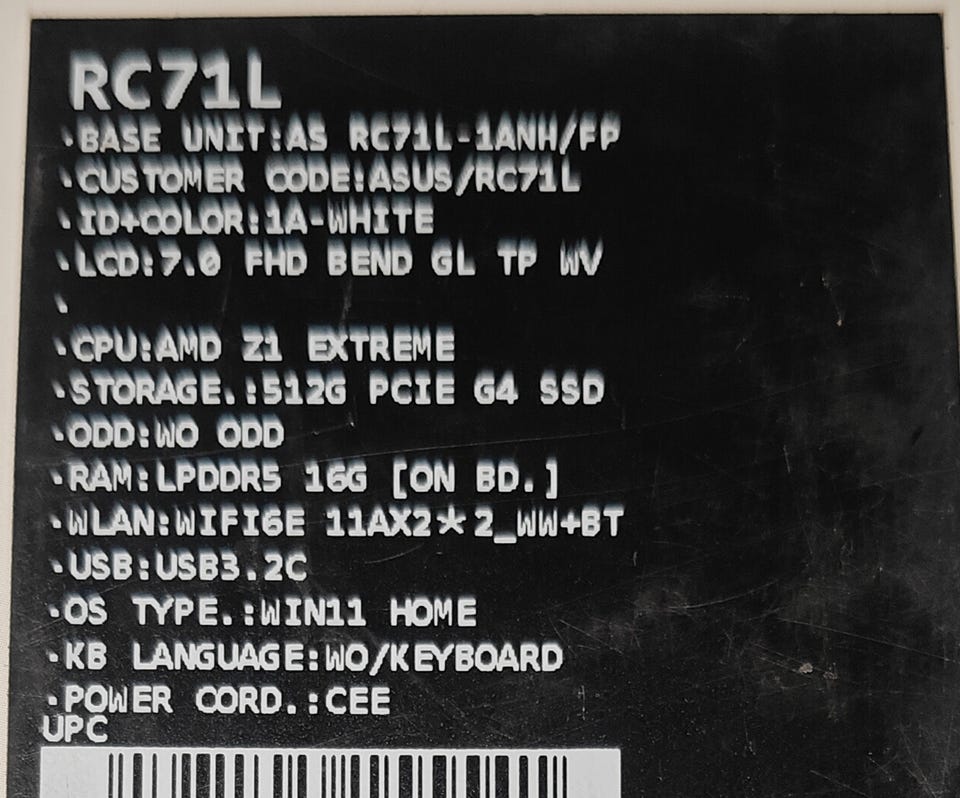 RC71L
·BASE UNIT:AS RC71L-1ANH/FP
·CUSTOMER CODE:ASUS/RC71L
·ID+COLOR:1A-WHITE
·LCD:7.0 FHD BEND GL TP WV
·
·CPU:AMD Z1 EXTREME
·STORAGE.:512G PCIE G4 SSD
·ODD:WO ODD
·RAM:LPDDR5 16G [ON BD.]
·WLAN:WIFI6E 11AX2*2_WW+BT
·USB:USB3.2C
·OS TYPE.:WIN11 HOME
·KB LANGUAGE:WO/KEYBOARD
·POWER CORD.:CEE
UPC